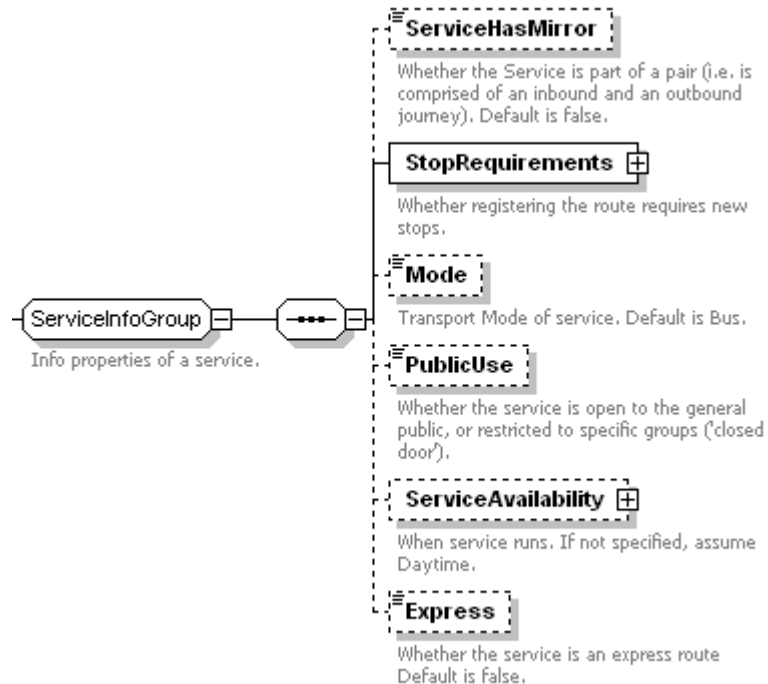 ServiceHasMirror
Whether the Service is part of a pair (i.e. is
comprised of an inbound and an outbound
journey). Default is false.
StopRequirements
Whether registering the route requires new
stops.
Mode
Transport Mode of service. Default is Bus.
ServiceInfoGroup
Info properties of a service.
PublicUse
Whether the service is open to the general
public, or restricted to specific groups ('closed
door').
ServiceAvailability
When service runs. If not specified, assume
Daytime.
Express
Whether the service is an express route
Default is false.